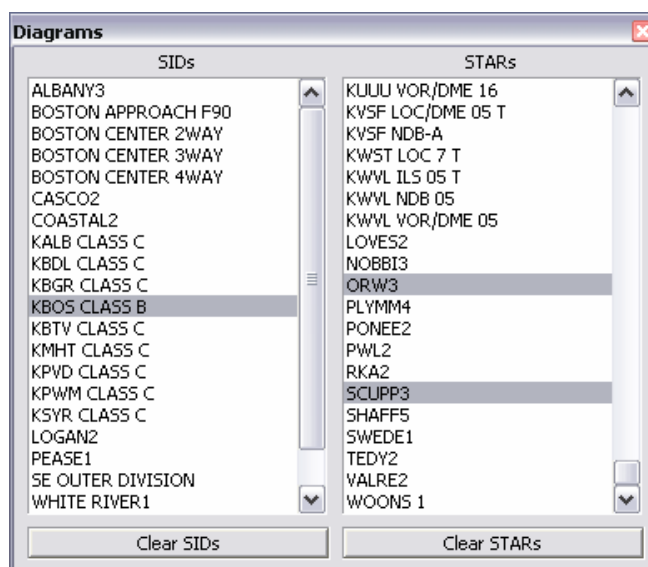 Diagrams
SIDs
ALBANY3
BOSTON APPROACH F90
BOSTON CENTER 2WAY
BOSTON CENTER 3WAY
BOSTON CENTER 4WAY
CASCO2
COASTAL2
KALB CLASS C
KBDL CLASS C
KBGR CLASS C
KBOS CLASS B
KBTV CLASS C
KMHT CLASS C
KPVD CLASS C
KPWM CLASS C
KSYR CLASS C
LOGAN2
PEASE1
SE OUTER DIVISION
WHITE RIVER1
Clear SIDs
STARs
KUUU VOR/DME 16
KVSF LOC/DME 05 T
KVSF NDB-A
KWST LOC 7 T
KWVL ILS 05 T
KWVL NDB 05
KWVL VOR/DME 05
LOVES2
NOBBI3
ORW3
PLYMM4
PONEE2
PWL2
RKA2
SCUPP3
SHAFF5
SWEDE1
TEDY2
VALRE2
WOONS 1
Clear STARs